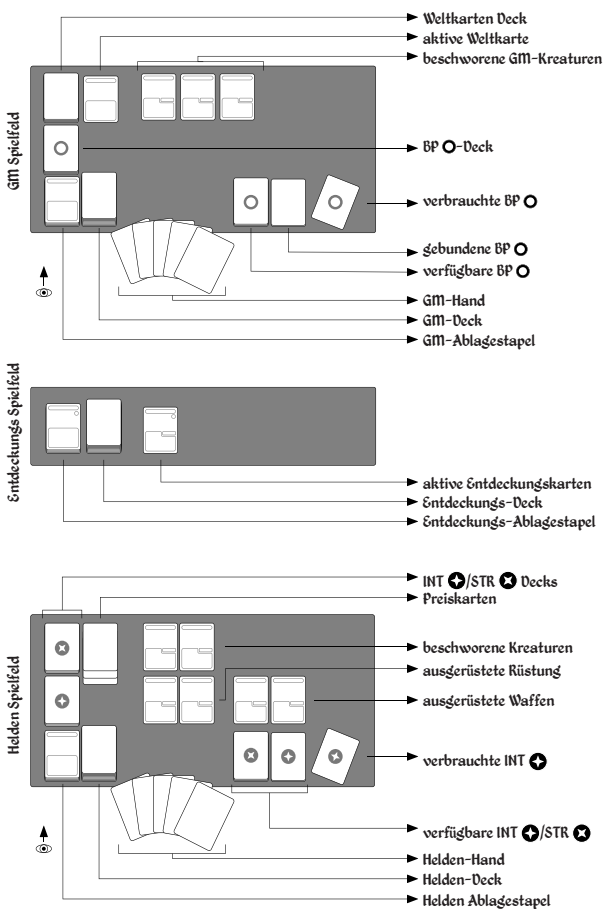 Weltkarten Deck
aktive Weltkarte
beschworene GM-Kreaturen
GM Spielfeld
BP-Deck
verbrauchte BP
gebundene BP
verfügbare BP
GM-Hand
GM-Deck
GM-Ablagestapel
Entdeckungs Spielfeld
aktive Entdeckungskarten
Entdeckungs-Deck
Entdeckungs-Ablagestapel
INT /STR Decks
Preiskarten
Helden Spielfeld
beschworene Kreaturen
ausgerüstete Rüstung
ausgerüstete Waffen
verbrauchte INT
verfügbare INT /STR
Helden-Hand
Helden-Deck
Helden Ablagestapel